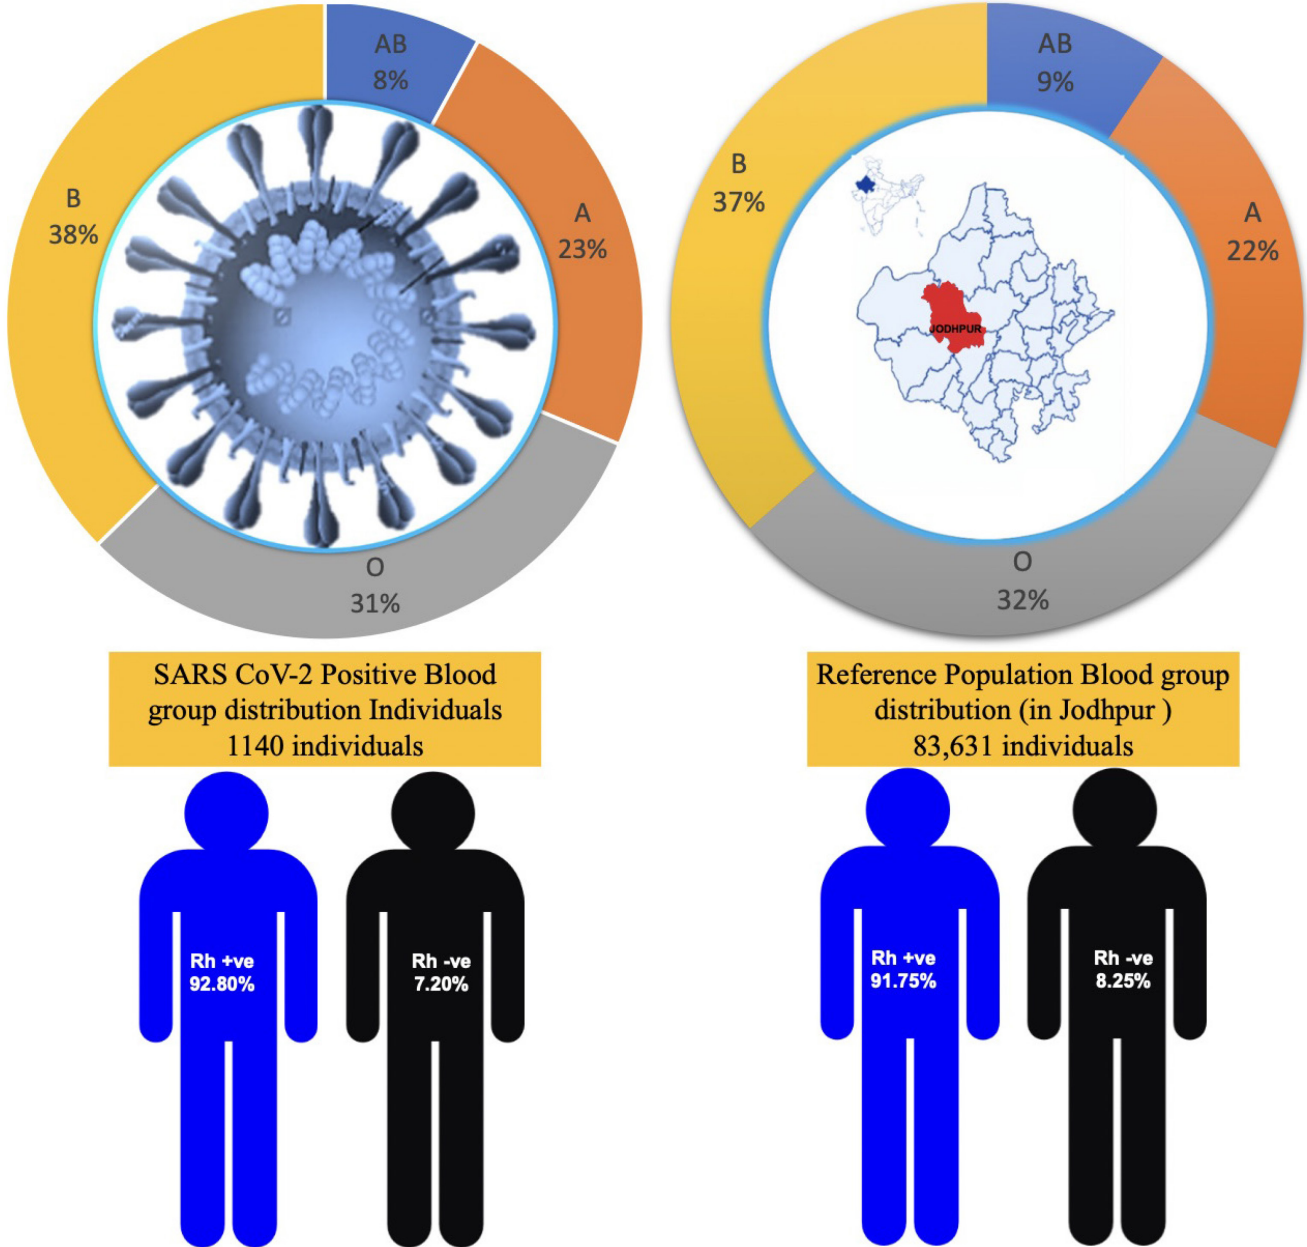 AB
8%
A
23%
B
38%
O
31%
AB
9%
A
22%
B
37%
O
32%
JODHPUR
SARS CoV-2 Positive Blood
group distribution Individuals
1140 individuals
Reference Population Blood group
distribution (in Jodhpur )
83,631 individuals
Rh +ve
92.80%
Rh -ve
7.20%
Rh +ve
91.75%
Rh -ve
8.25%